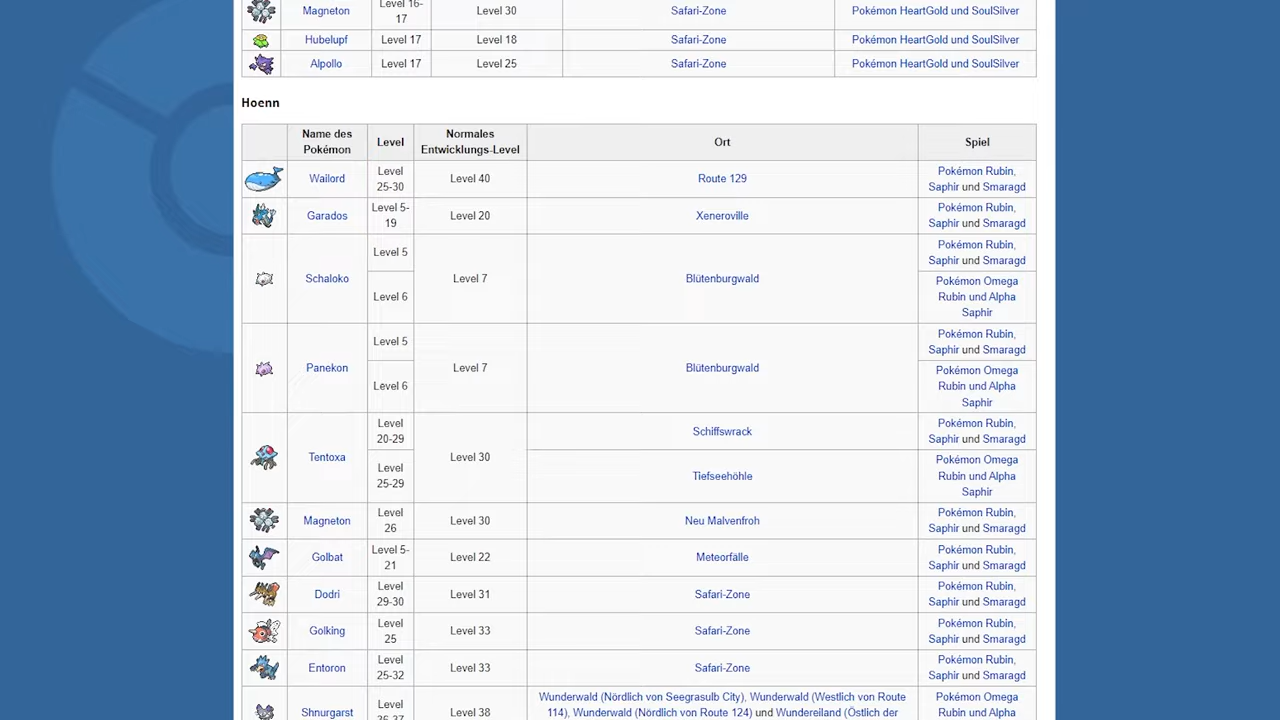 Magneton
Level 16-
17
Level 30
Safari-Zone
Pokémon HeartGold und SoulSilver
Hubelupf
Level 17
Level 18
Safari-Zone
Pokémon HeartGold und SoulSilver
Alpollo
Level 17
Level 25
Safari-Zone
Pokémon HeartGold und SoulSilver
Hoenn
Name des
Pokémon
Level
Normales
Entwicklungs-Level
Ort
Spiel
Wailord
Level
25-30
Level 40
Route 129
Pokémon Rubin,
Saphir und Smaragd
Garados
Level 5-
19
Level 20
Xeneroville
Pokémon Rubin,
Saphir und Smaragd
Schaloko
Level 5
Level 6
Level 7
Blütenburgwald
Pokémon Rubin,
Saphir und Smaragd
Pokémon Omega
Rubin und Alpha
Saphir
Panekon
Level 5
Level 6
Level 7
Blütenburgwald
Pokémon Rubin,
Saphir und Smaragd
Pokémon Omega
Rubin und Alpha
Saphir
Tentoxa
Level
20-29
Level
25-29
Level 30
Schiffswrack
Tiefseehöhle
Pokémon Rubin,
Saphir und Smaragd
Pokémon Omega
Rubin und Alpha
Saphir
Magneton
Level
26
Level 30
Neu Malvenfroh
Pokémon Rubin,
Saphir und Smaragd
Golbat
Level 5-
21
Level 22
Meteorfälle
Pokémon Rubin,
Saphir und Smaragd
Dodri
Level
29-30
Level 31
Safari-Zone
Pokémon Rubin,
Saphir und Smaragd
Golking
Level
25
Level 33
Safari-Zone
Pokémon Rubin,
Saphir und Smaragd
Entoron
Level
25-32
Level 33
Safari-Zone
Pokémon Rubin,
Saphir und Smaragd
Shnurgarst
Level
36-37
Level 38
Wunderwald (Nördlich von Seegrasulb City), Wunderwald (Westlich von Route
114), Wunderwald (Nördlich von Route 124) und Wundereiland (Östlich der
Pokémon Omega
Rubin und Alpha